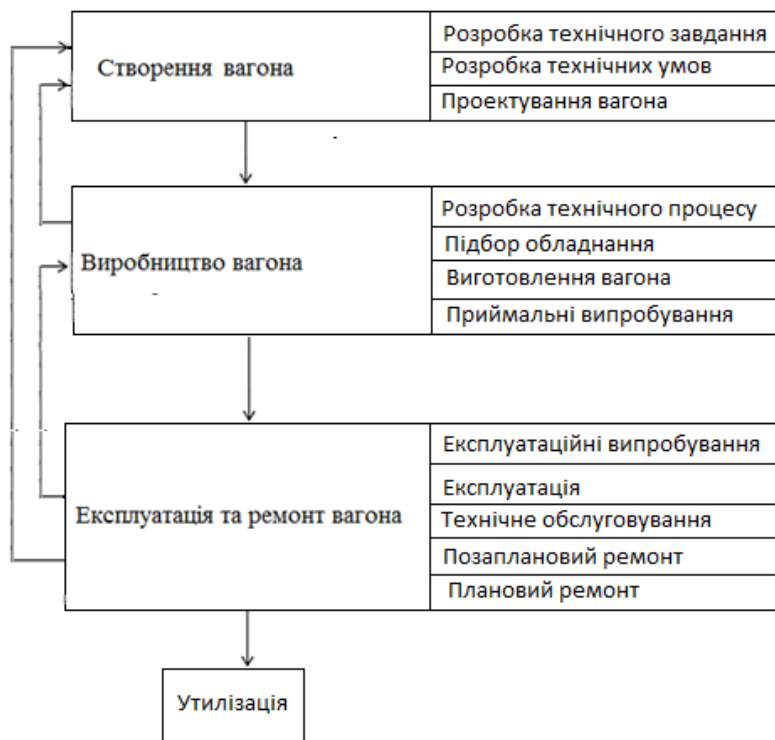 Створення вагона
Розробка технічного завдання
Розробка технічних умов
Проектування вагона
Виробництво вагона
Розробка технічного процесу
Підбор обладнання
Виготовлення вагона
Приймальні випробування
Експлуатація та ремонт вагона
Експлуатаційні випробування
Експлуатація
Технічне обслуговування
Позаплановий ремонт
Плановий ремонт
Утилізація